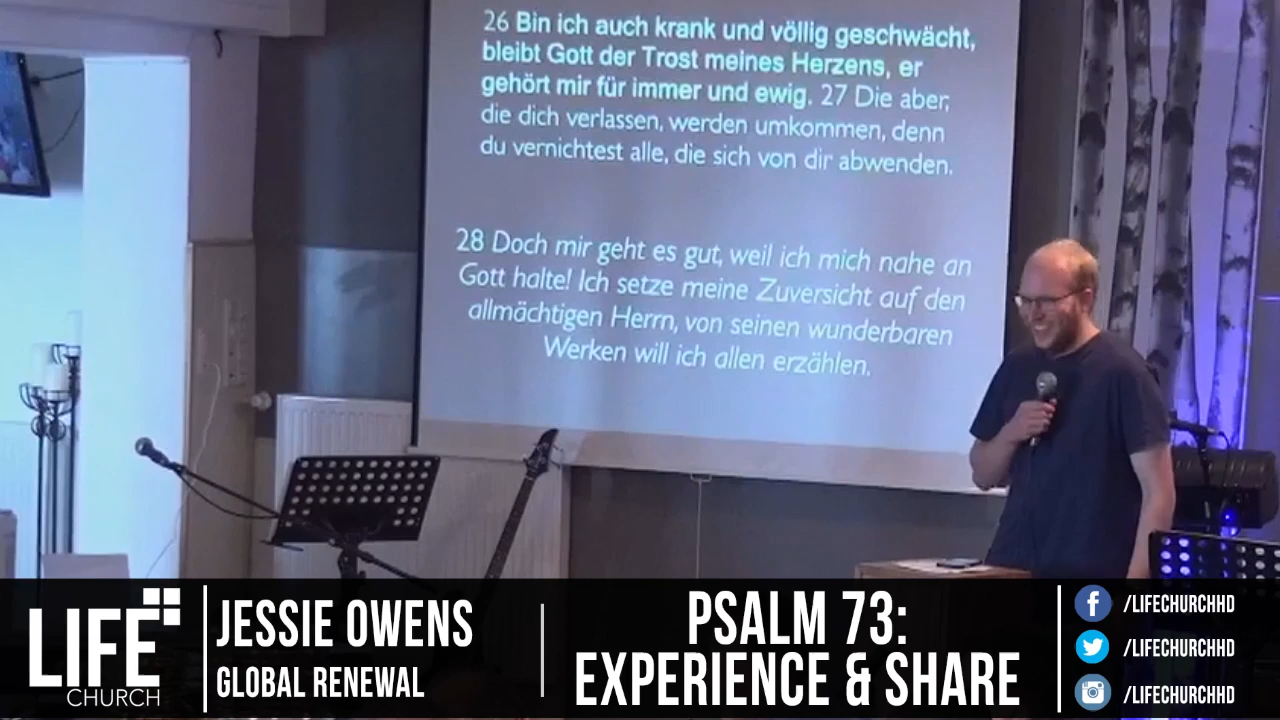 26 Bin ich auch krank und völlig geschwächt,
bleibt Gott der Trost meines Herzens, er
gehört mir für immer und ewig. 27 Die aber,
die dich verlassen, werden umkommen, denn
du vernichtest alle, die sich von dir abwenden.
28 Doch mir geht es gut, weil ich mich nahe an
Gott halte! Ich setze meine Zuversicht auf den
allmächtigen Herrn, von seinen wunderbaren
Werken will ich allen erzählen.
LIFE
CHURCH
JESSIE OWENS
GLOBAL RENEWAL
PSALM 73:
EXPERIENCE & SHARE
/LIFECHURCHHD
/LIFECHURCHHD
/LIFECHURCHHD